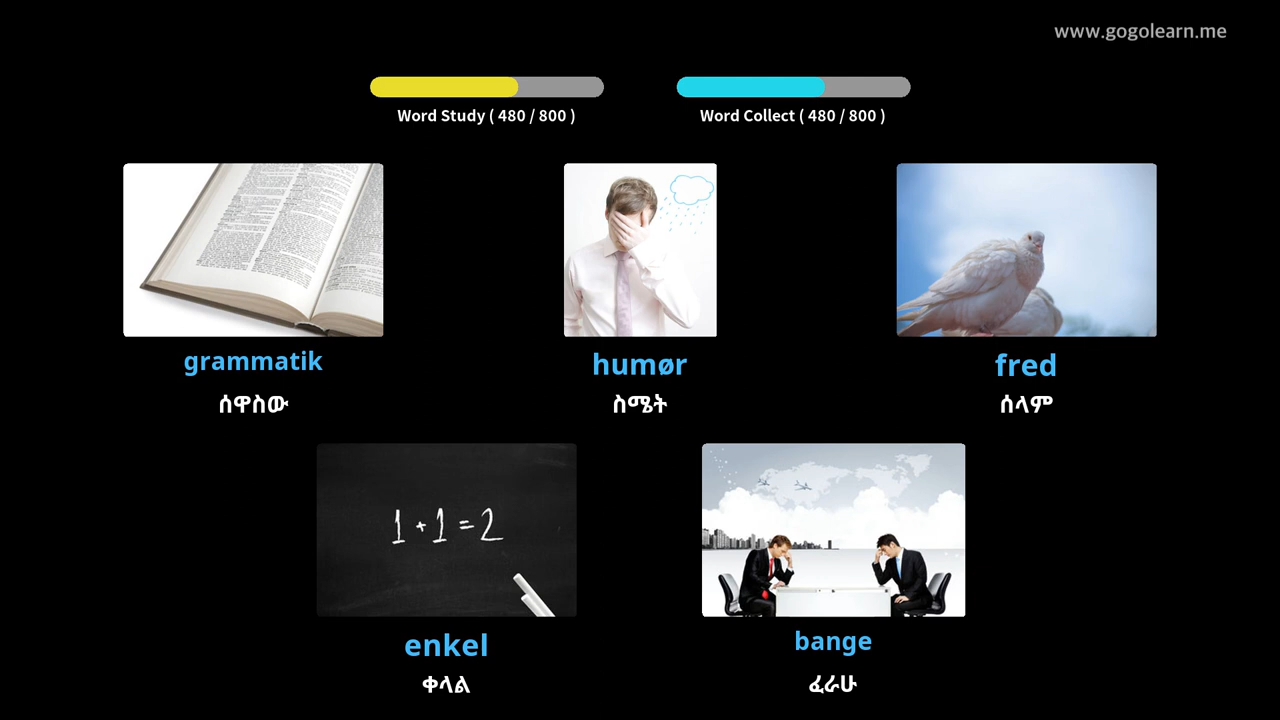 www.gogolearn.me
Word Study ( 480 / 800 )
Word Collect ( 480 / 800 )
grammatik
ሰዋስው
humør
ስሜት
fred
ሰላም
1 + 1 = 2
enkel
ቀላል
bange
ፈራሁ